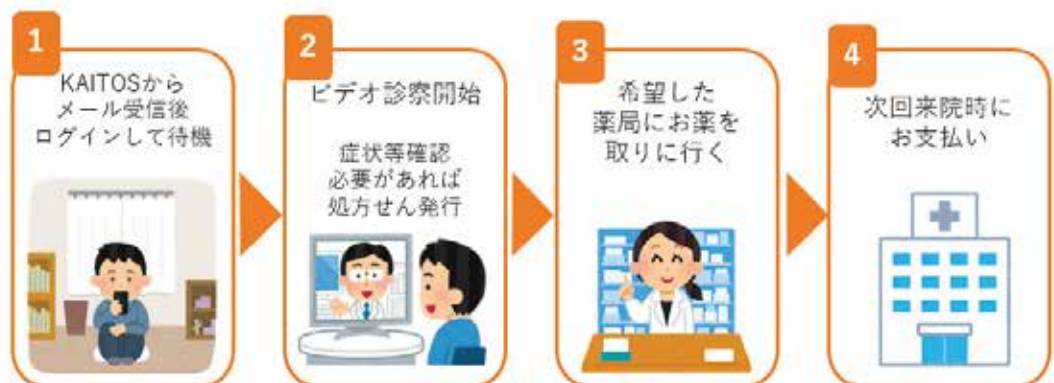 1
KAITOSから
メール受信後
ログインして待機
2
ビデオ診察開始
症状等確認
必要があれば
処方せん発行
3
希望した
薬局にお薬を
取りに行く
4
次回来院時に
お支払い